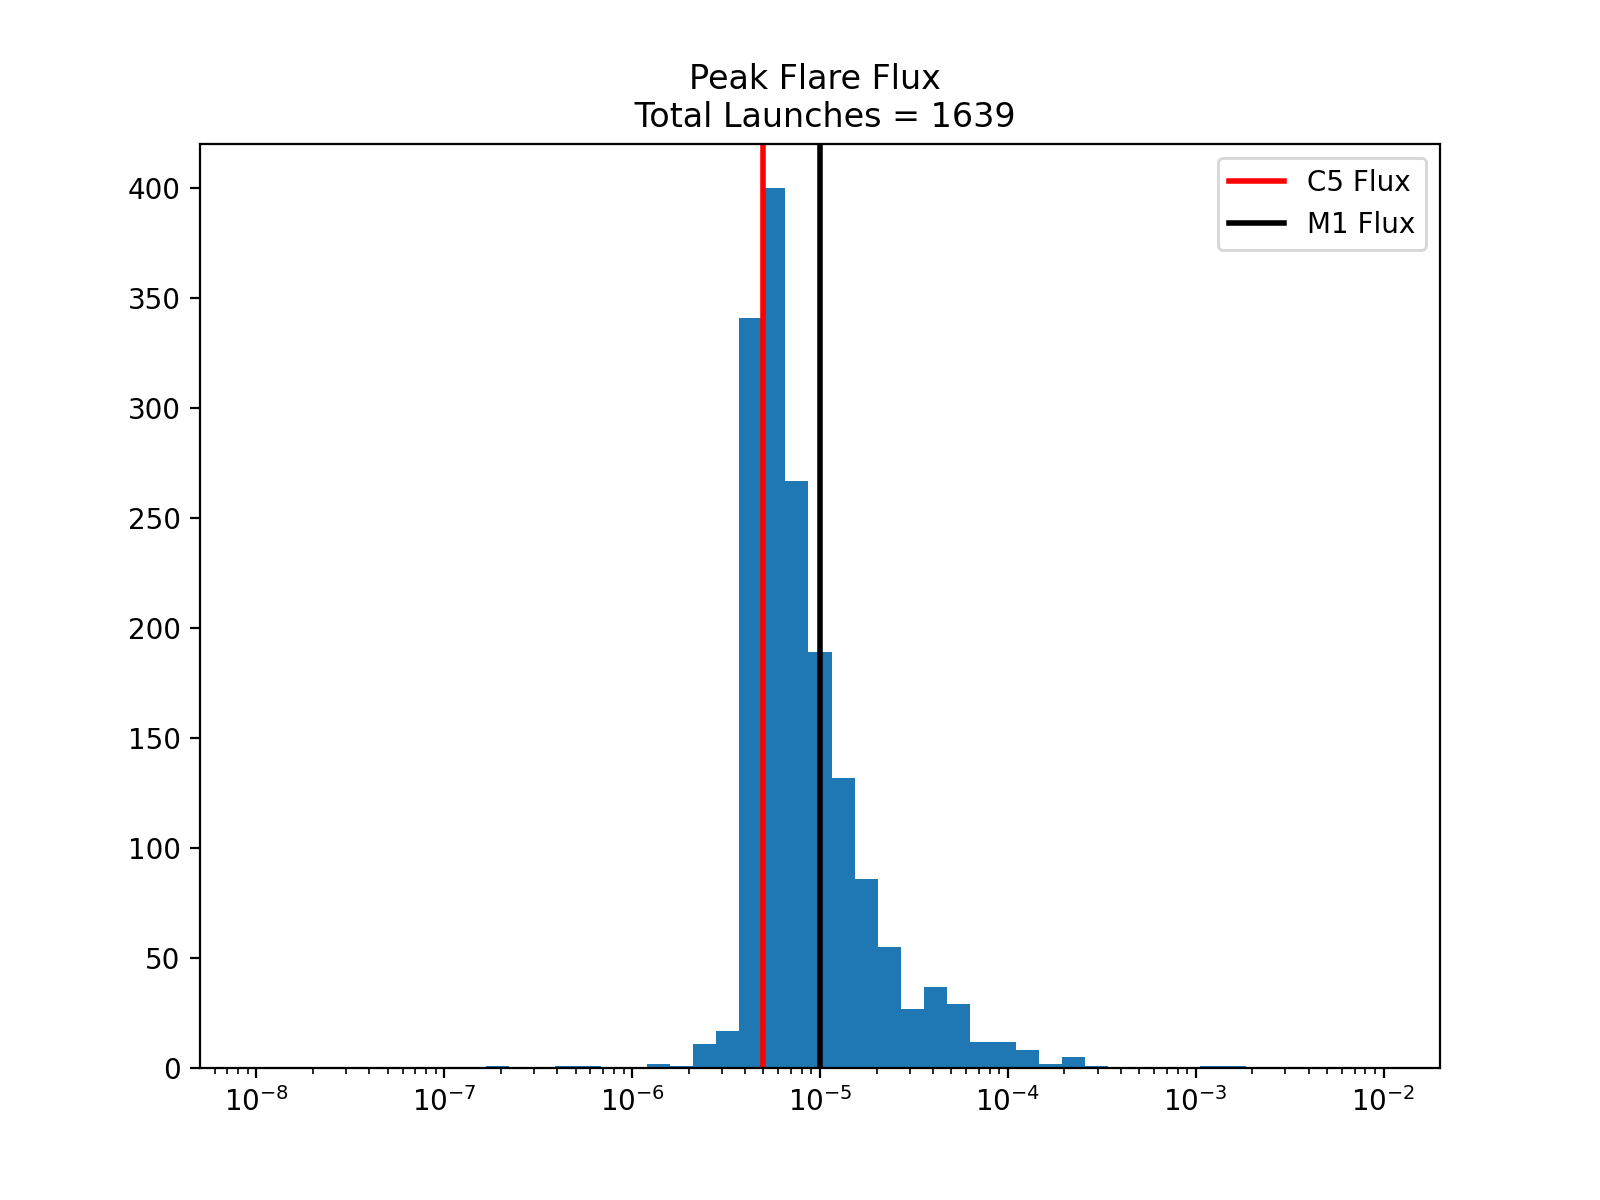 Peak Flare Flux
Total Launches = 1639
C5 Flux
M1 Flux
400
350
300
250
200
150
100
50
0
10⁻⁸ 10⁻⁷ 10⁻⁶ 10⁻⁵ 10⁻⁴ 10⁻³ 10⁻²